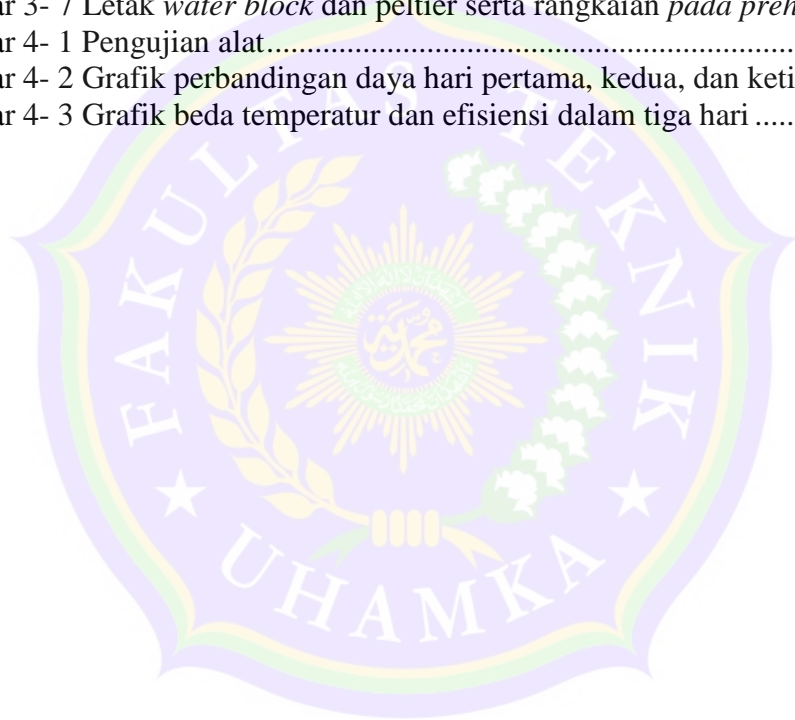 ar 3- 7 Letak water block dan peltier serta rangkaian pada preh
ar 4- 1 Pengujian alat..........................................................................
ar 4- 2 Grafik perbandingan daya hari pertama, kedua, dan keti
ar 4- 3 Grafik beda temperatur dan efisiensi dalam tiga hari ......
FAKULTAS TEKNIK
UHAMKA